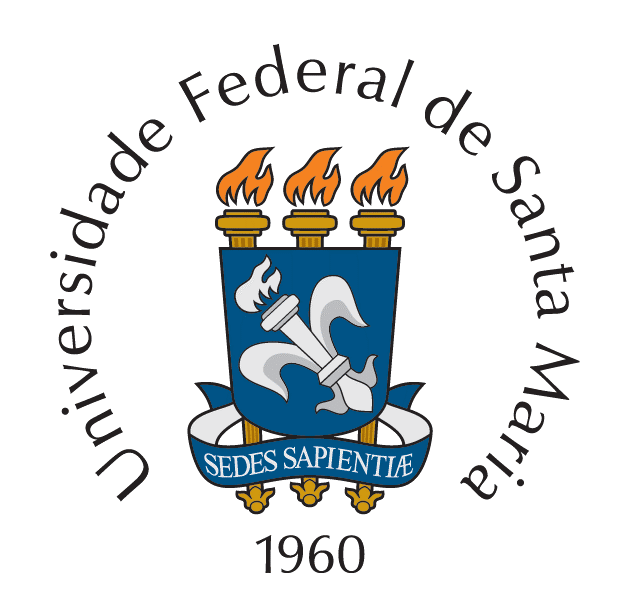 Universidade Federal de Santa Maria
SEDES SAPIENTIÆ
1960